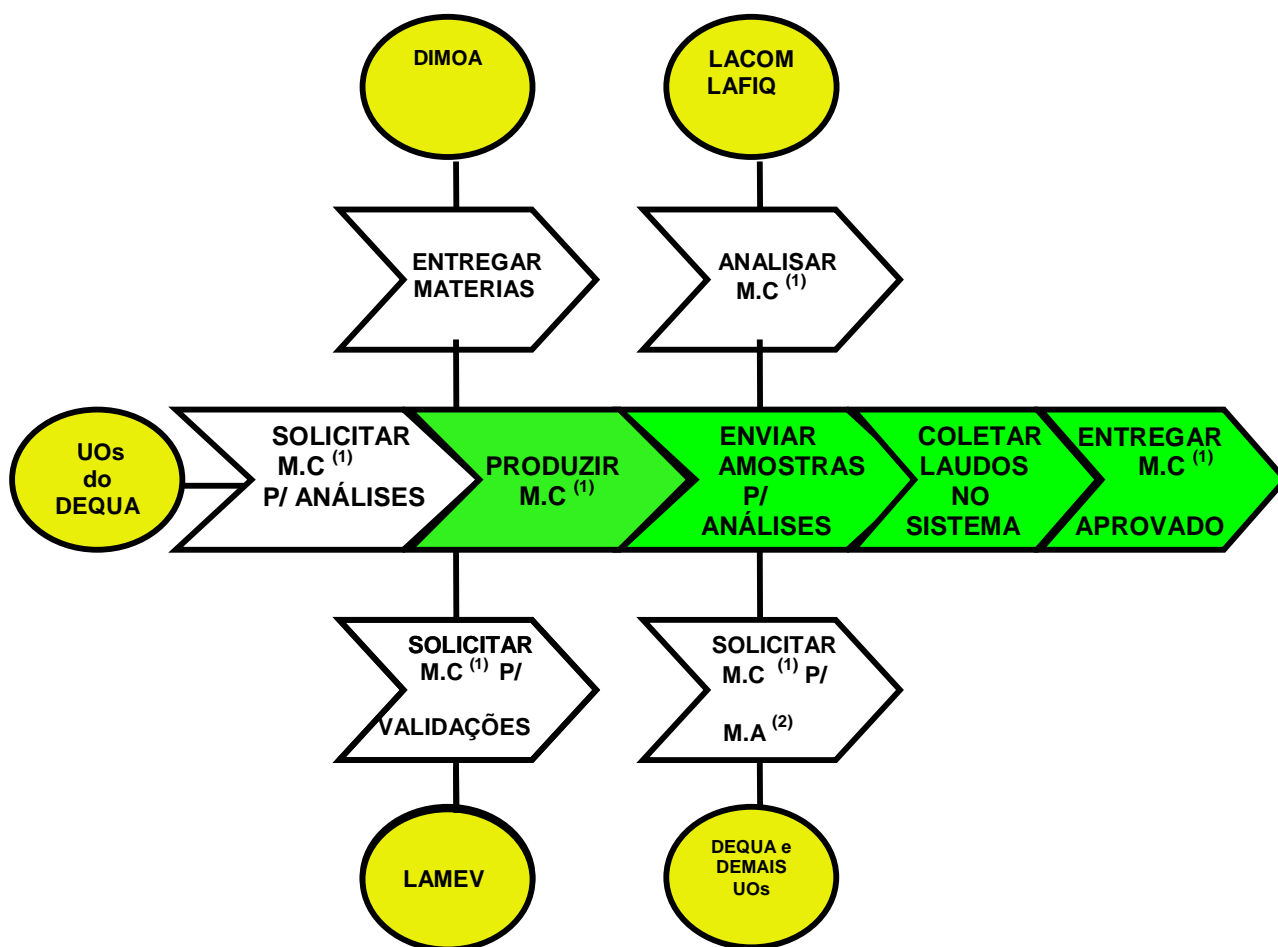 DIMOA
LACOM
LAFIQ
ENTREGAR
MATERIAS
ANALISAR
M.C (1)
UOs
do
DEQUA
SOLICITAR
M.C (1)
P/ ANÁLISES
PRODUZIR
M.C (1)
ENVIAR
AMOSTRAS
P/
ANÁLISES
COLETAR
LAUDOS
NO
SISTEMA
ENTREGAR
M.C (1)
APROVADO
SOLICITAR
M.C (1) P/
VALIDAÇÕES
SOLICITAR
M.C (1) P/
M.A (2)
LAMEV
DEQUA e
DEMAIS
UOs